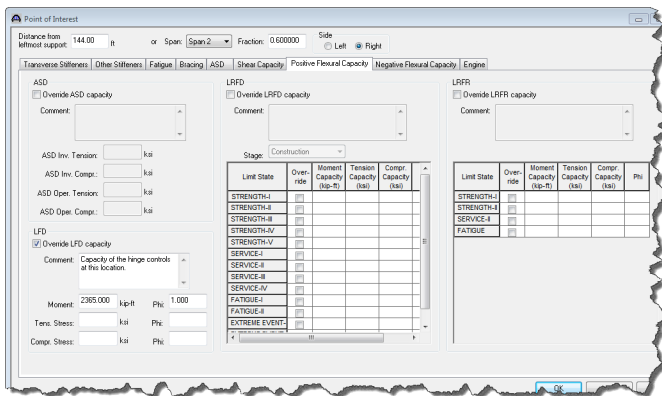 Point of Interest
Distance from leftmost support: 144.00 ft or Span: Span 2 Fraction: 0.600000 Side Left Right
Transverse Stiffeners Other Stiffeners Fatigue Bracing ASD Shear Capacity Positive Flexural Capacity Negative Flexural Capacity Engine
ASD
Override ASD capacity
Comment:
ASD Inv. Tension: ksi
ASD Inv. Compr.: ksi
ASD Oper. Tension: ksi
ASD Oper. Compr.: ksi
LFD
Override LFD capacity
Comment: Capacity of the hinge controls
at this location.
Moment: 2365.000 kip-ft Phi: 1.000
Tens. Stress: ksi Phi:
Compr. Stress: ksi Phi:
LRFD
Override LRFD capacity
Comment:
Stage: Construction
Limit State Over-ride Moment Capacity (kip-ft) Tension Capacity (ksi) Compr. Capacity (ksi)
STRENGTH-I
STRENGTH-II
STRENGTH-III
STRENGTH-IV
STRENGTH-V
SERVICE-I
SERVICE-II
SERVICE-III
SERVICE-IV
FATIGUE-I
FATIGUE-II
EXTREME EVENT-
LRFR
Override LRFR capacity
Comment:
Limit State Over-ride Moment Capacity (kip-ft) Tension Capacity (ksi) Compr. Capacity (ksi) Phi
STRENGTH-I
STRENGTH-II
SERVICE-II
FATIGUE
OK